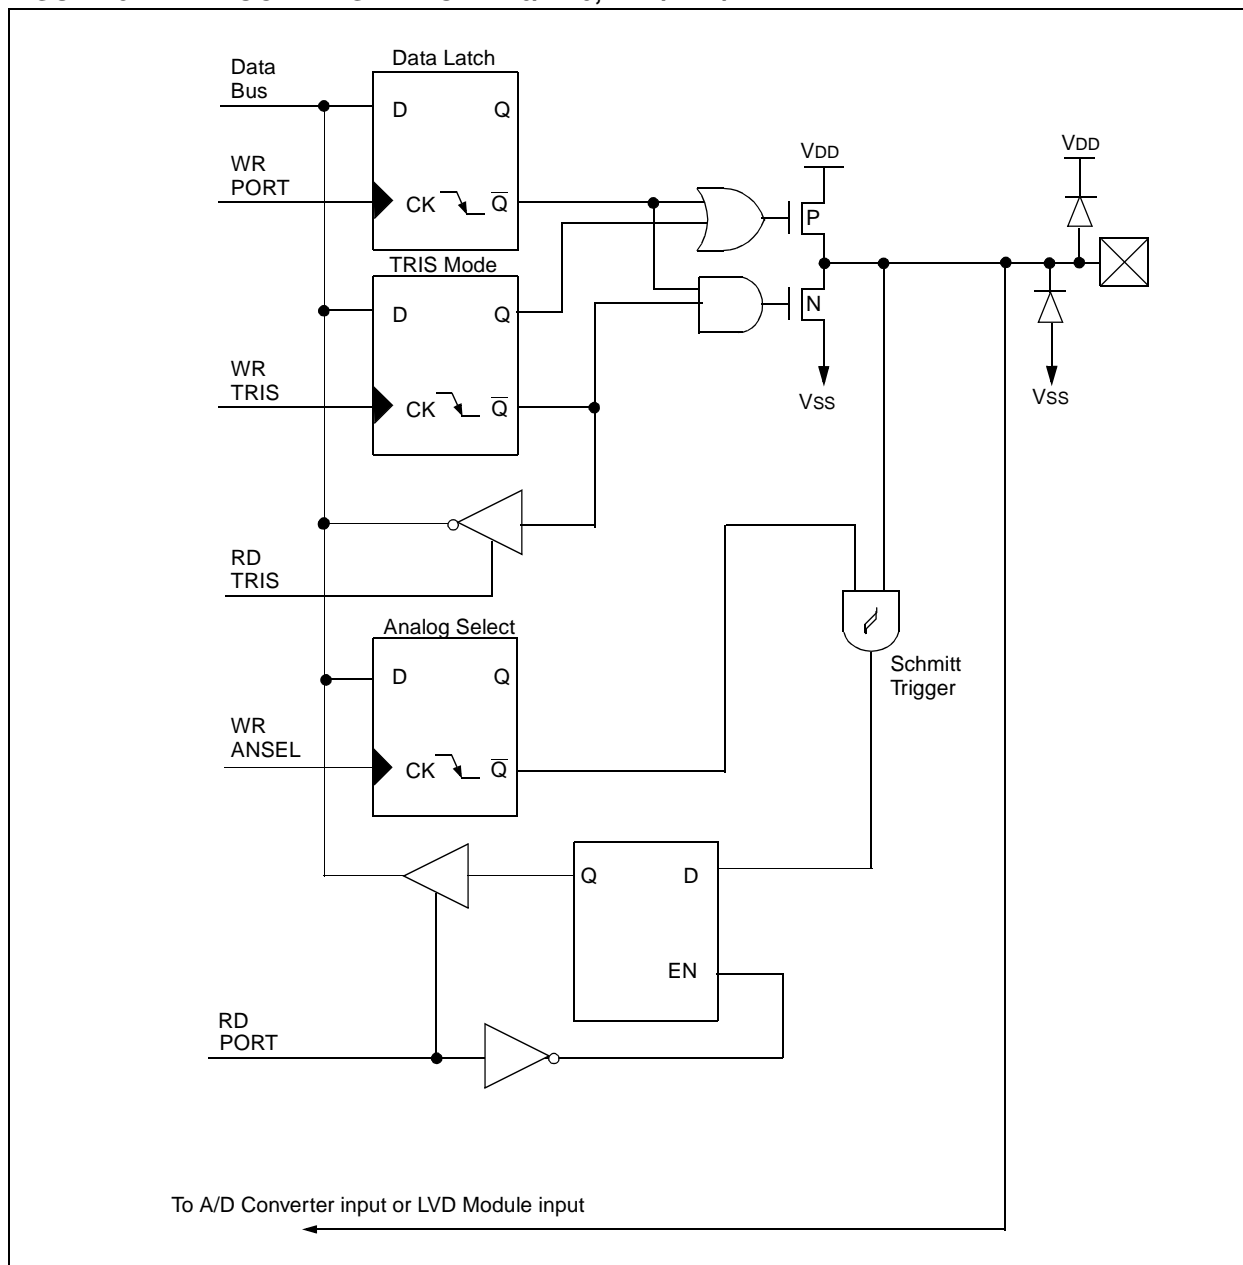 Data Latch
Data
Bus
D
Q
WR
PORT
CK
Q
VDD
VDD
P
TRIS Mode
D
Q
N
WR
TRIS
CK
Q
VSS
VSS
RD
TRIS
Analog Select
D
Q
Schmitt
Trigger
WR
ANSEL
CK
Q
Q
D
EN
RD
PORT
To A/D Converter input or LVD Module input